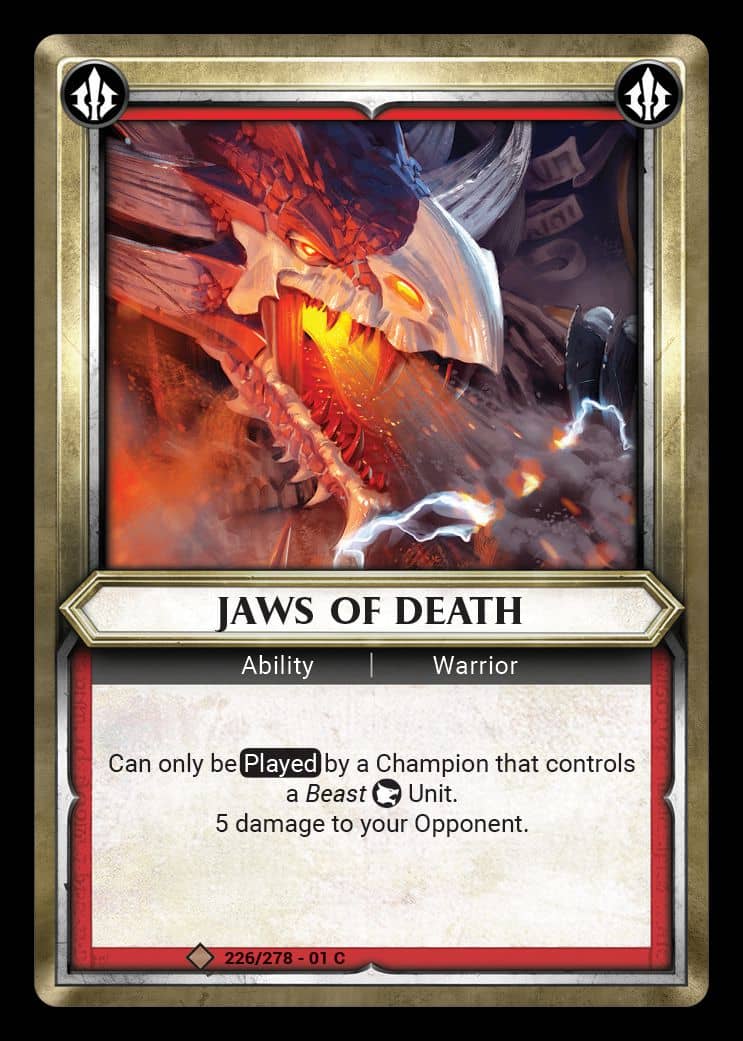 JAWS OF DEATH
Ability | Warrior
Can only be Played by a Champion that controls
a Beast Unit.
5 damage to your Opponent.
226/278 - 01 C